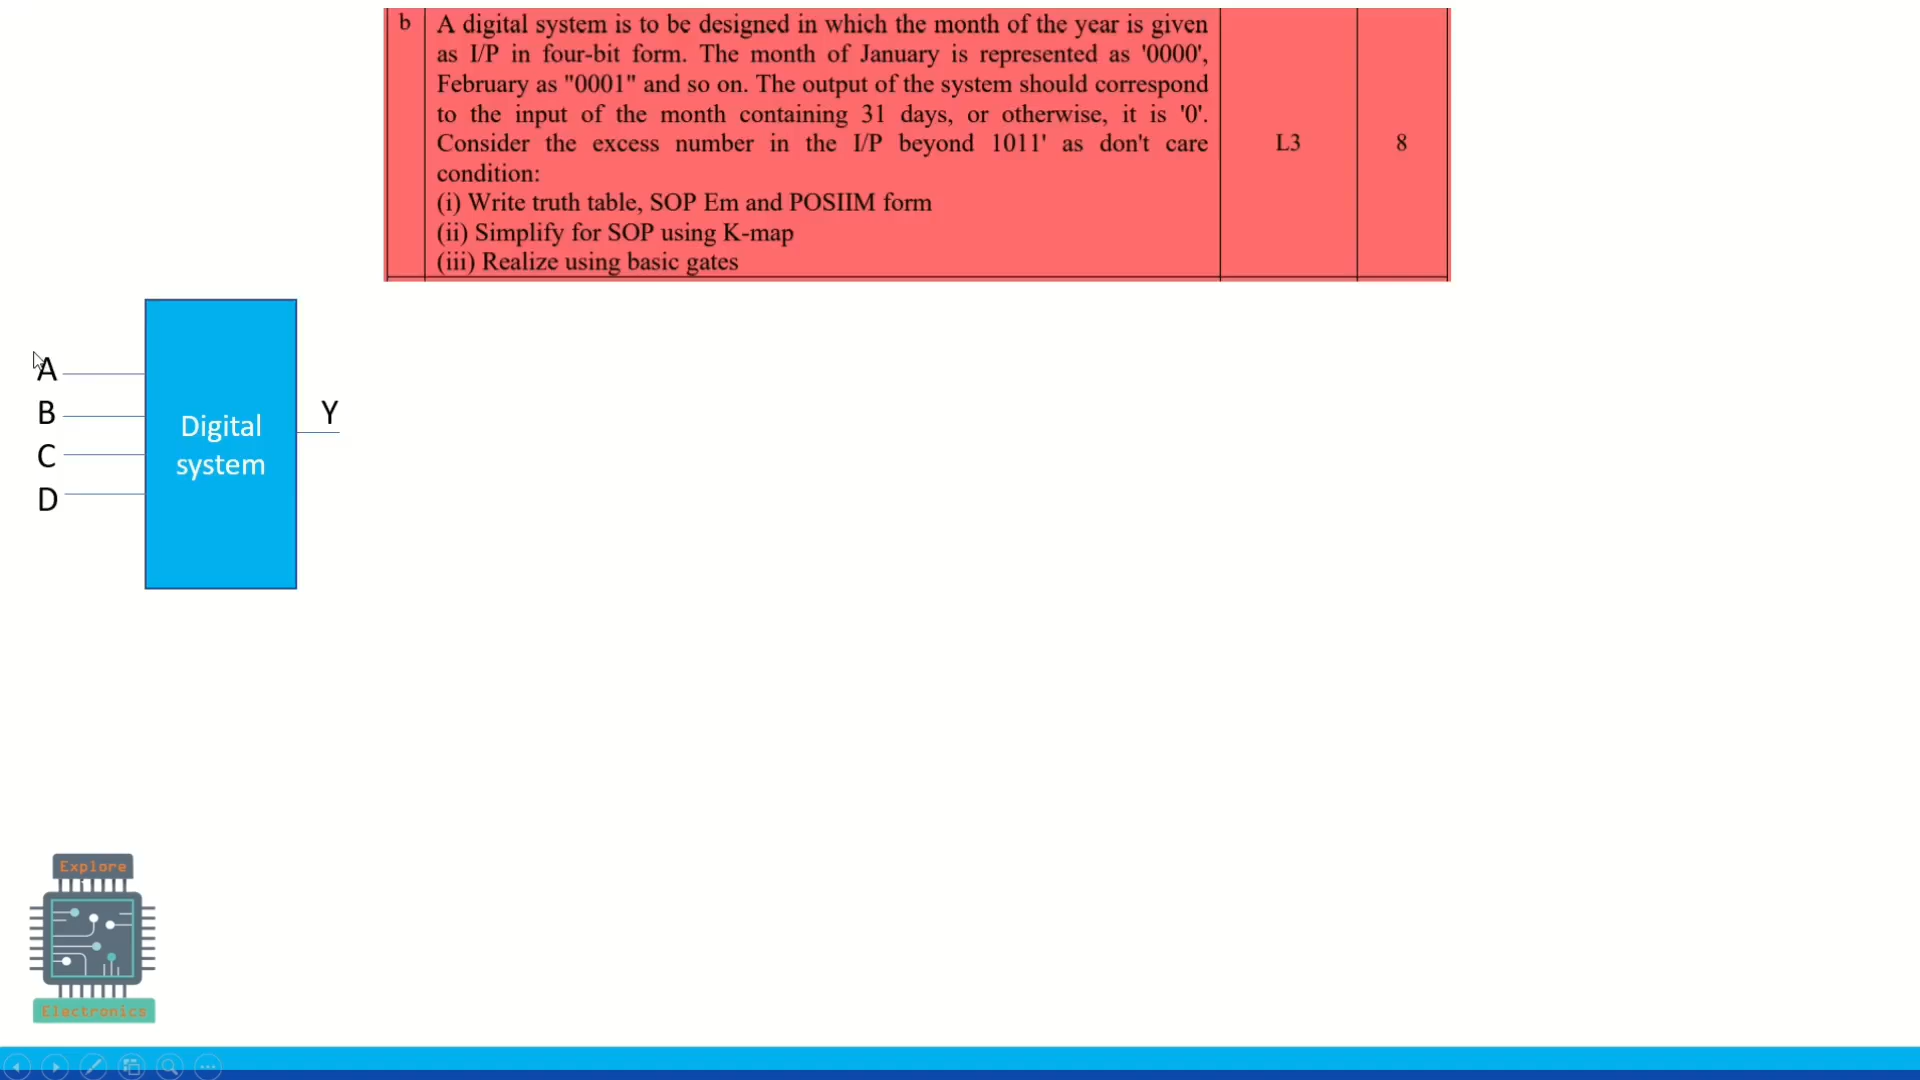 b A digital system is to be designed in which the month of the year is given
as I/P in four-bit form. The month of January is represented as '0000',
February as "0001" and so on. The output of the system should correspond
to the input of the month containing 31 days, or otherwise, it is '0'.
Consider the excess number in the I/P beyond 1011' as don't care
condition:
(i) Write truth table, SOP Em and POSIIM form
(ii) Simplify for SOP using K-map
(iii) Realize using basic gates
L3
8
A
B
C
D
Digital
system
Y
Explore
Electronics